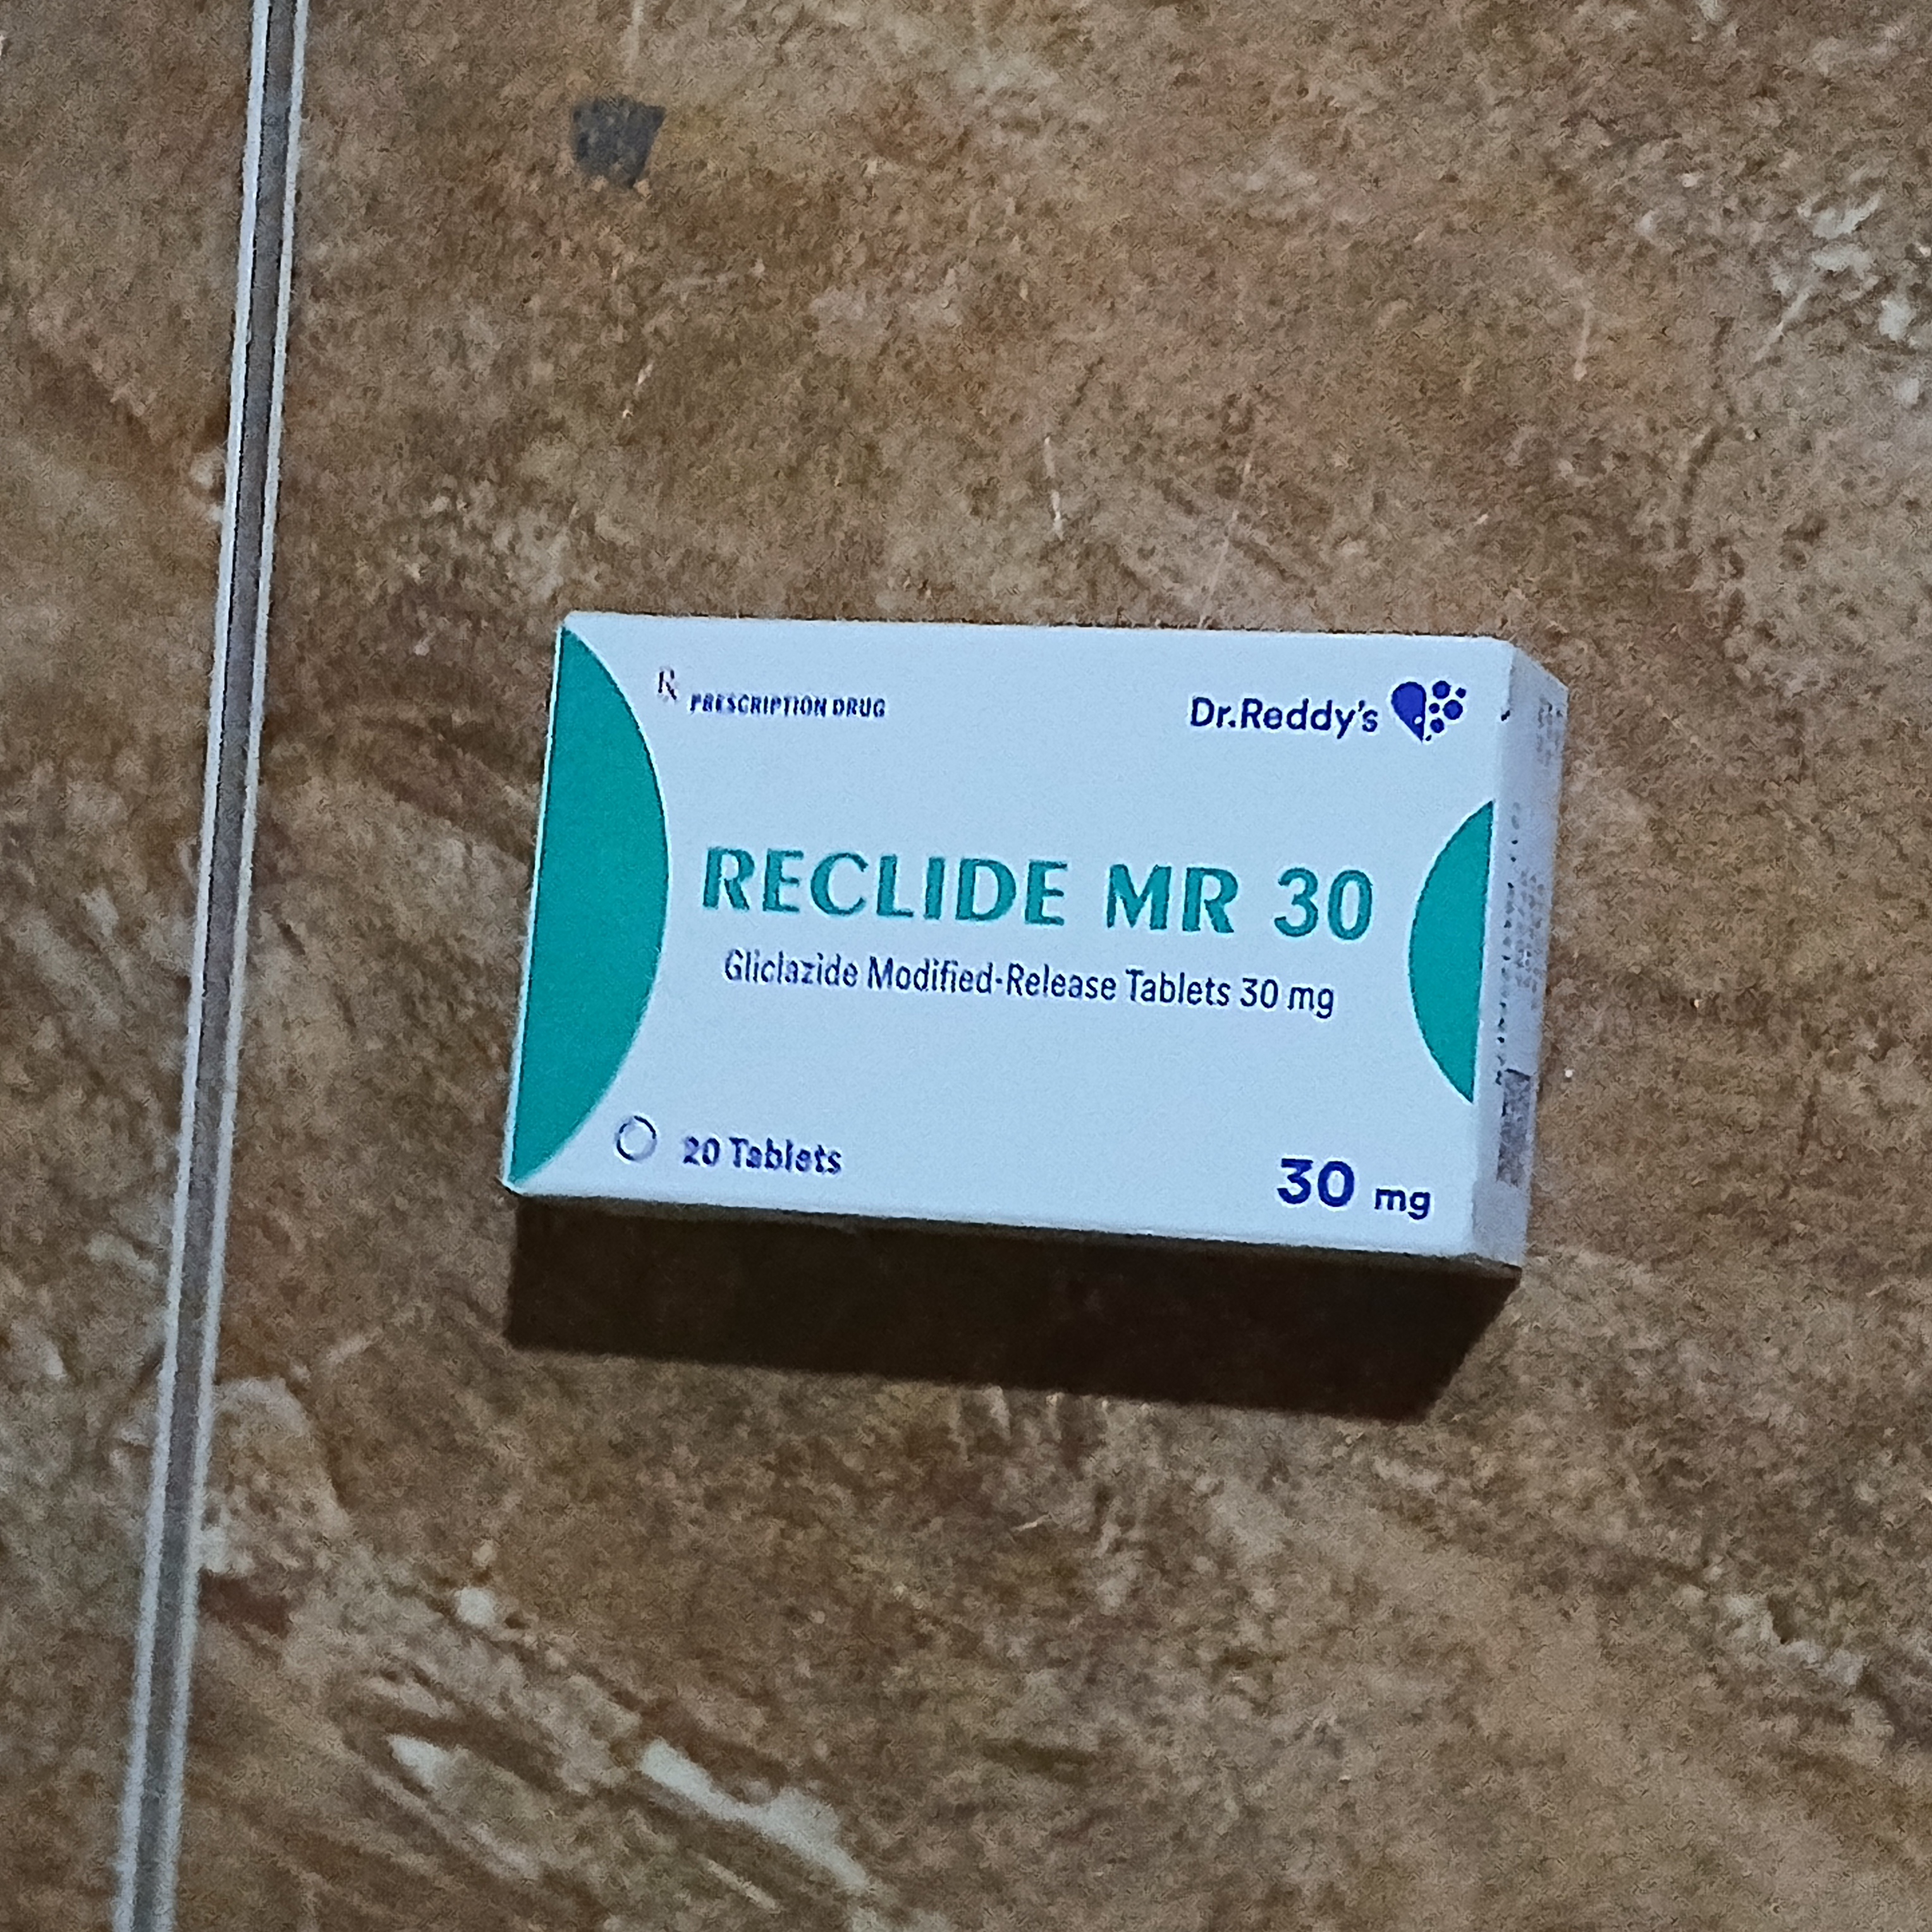 ℞ PRESCRIPTION DRUG
Dr.Reddy's
RECLIDE MR 30
Gliclazide Modified-Release Tablets 30 mg
20 Tablets
30 mg